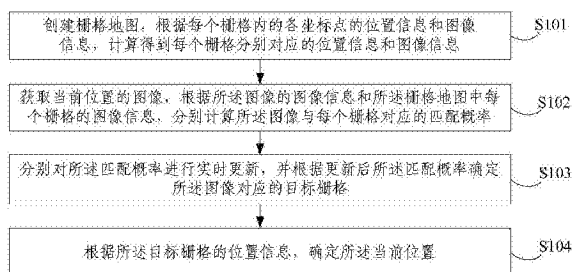 创建栅格地图，根据每个栅格内的各坐标点的位置信息和图像
信息，计算得到每个栅格分别对应的位置信息和图像信息
S101
获取当前位置的图像，根据所述图像的图像信息和所述栅格地图中每
个栅格的图像信息，分别计算所述图像与每个栅格对应的匹配概率
S102
分别对所述匹配概率进行实时更新，并根据更新后所述匹配概率确定
所述图像对应的目标栅格
S103
根据所述目标栅格的位置信息，确定所述当前位置
S104